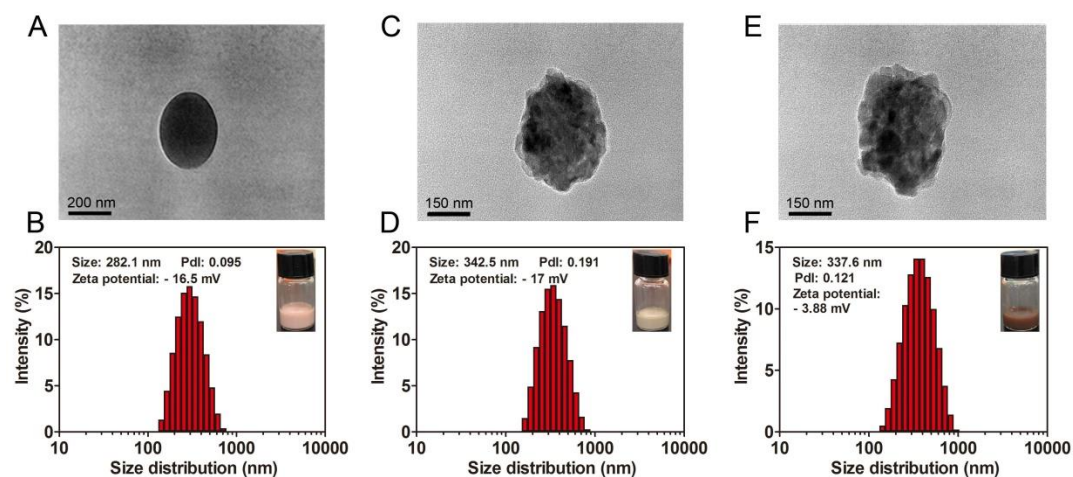 A
200 nm
C
150 nm
E
150 nm
B
20
15
10
5
0
Intensity (%)
Size: 282.1 nm PdI: 0.095
Zeta potential: - 16.5 mV
10 100 1000 10000
Size distribution (nm)
D
20
15
10
5
0
Intensity (%)
Size: 342.5 nm PdI: 0.191
Zeta potential: - 17 mV
10 100 1000 10000
Size distribution (nm)
F
15
10
5
0
Intensity (%)
Size: 337.6 nm
PdI: 0.121
Zeta potential:
- 3.88 mV
10 100 1000 10000
Size distribution (nm)